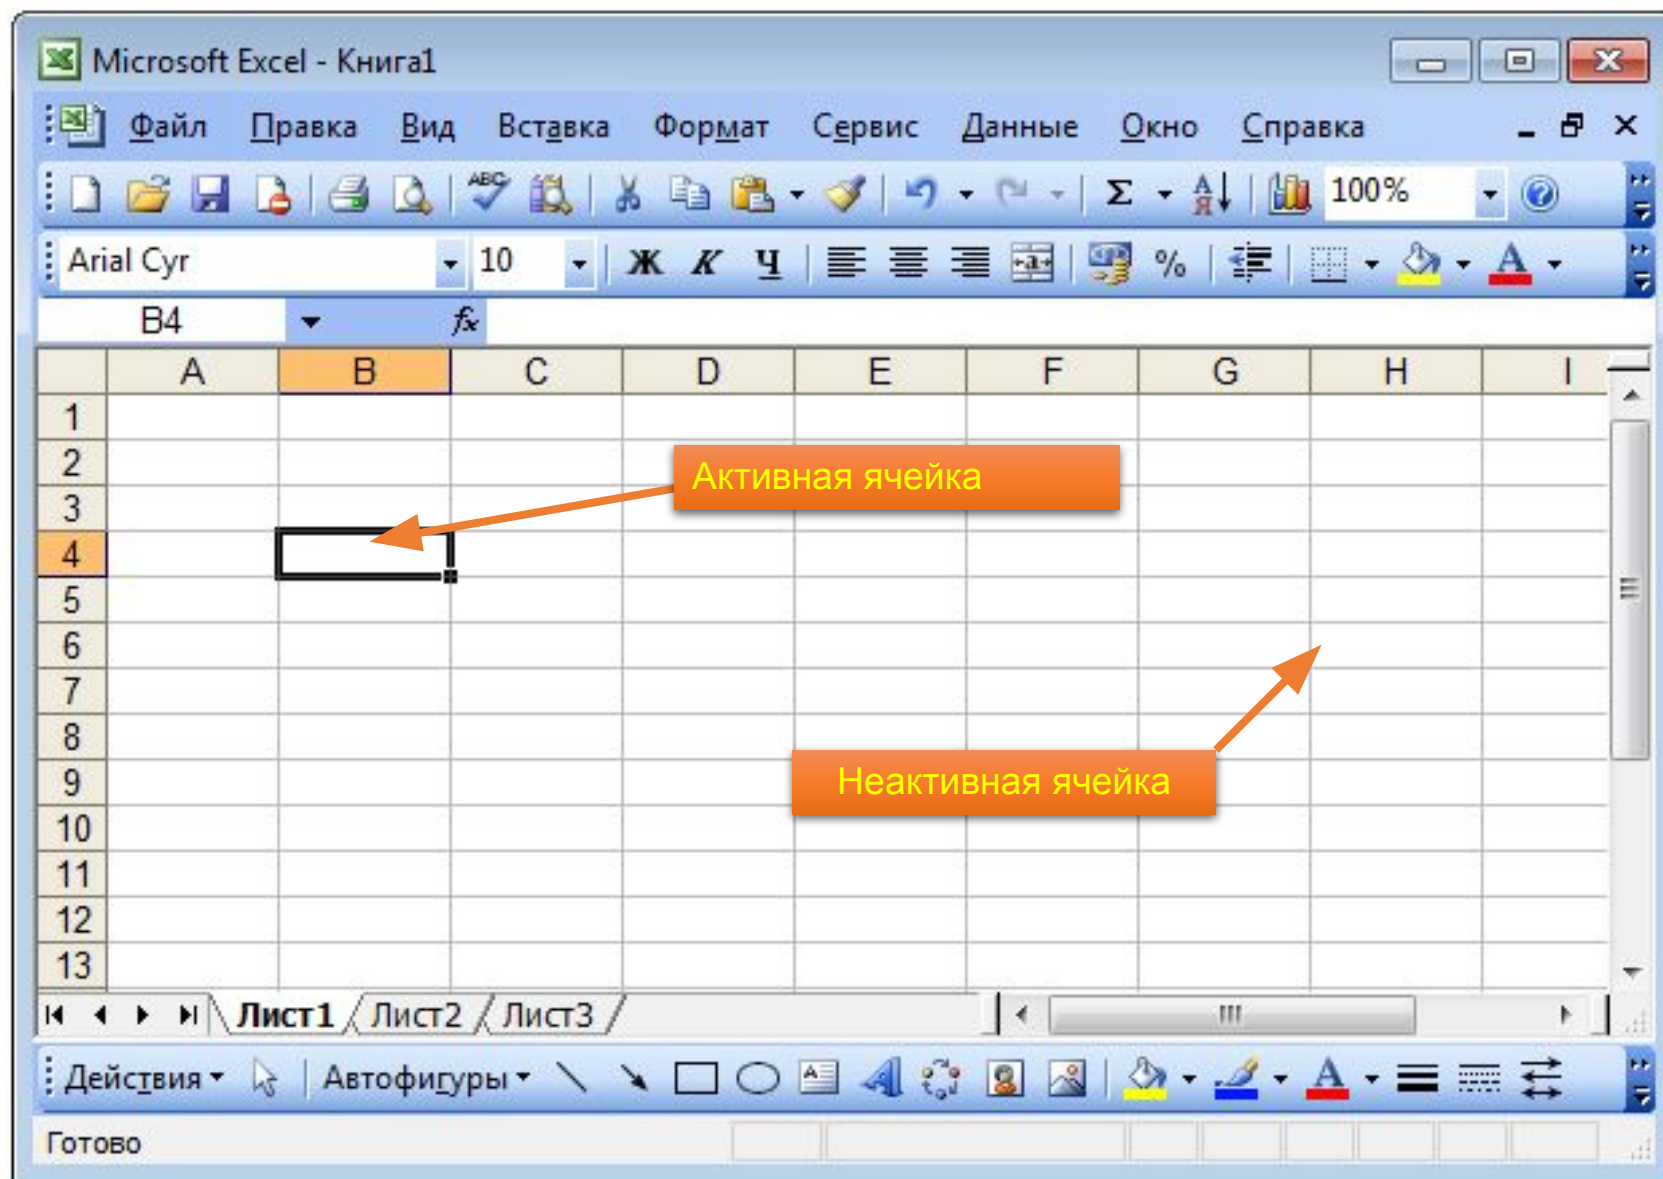 Microsoft Excel - Книга1
Файл Правка Вид Вставка Формат Сервис Данные Окно Справка
ABC Σ А Я 100% ?
Arial Cyr 10 Ж К Ч a % A
B4 fx
A B C D E F G H I
1
2
Активная ячейка
3
4
5
6
7
8
9
Неактивная ячейка
10
11
12
13
Лист1 Лист2 Лист3
Действия Автофигуры A A A
Готово